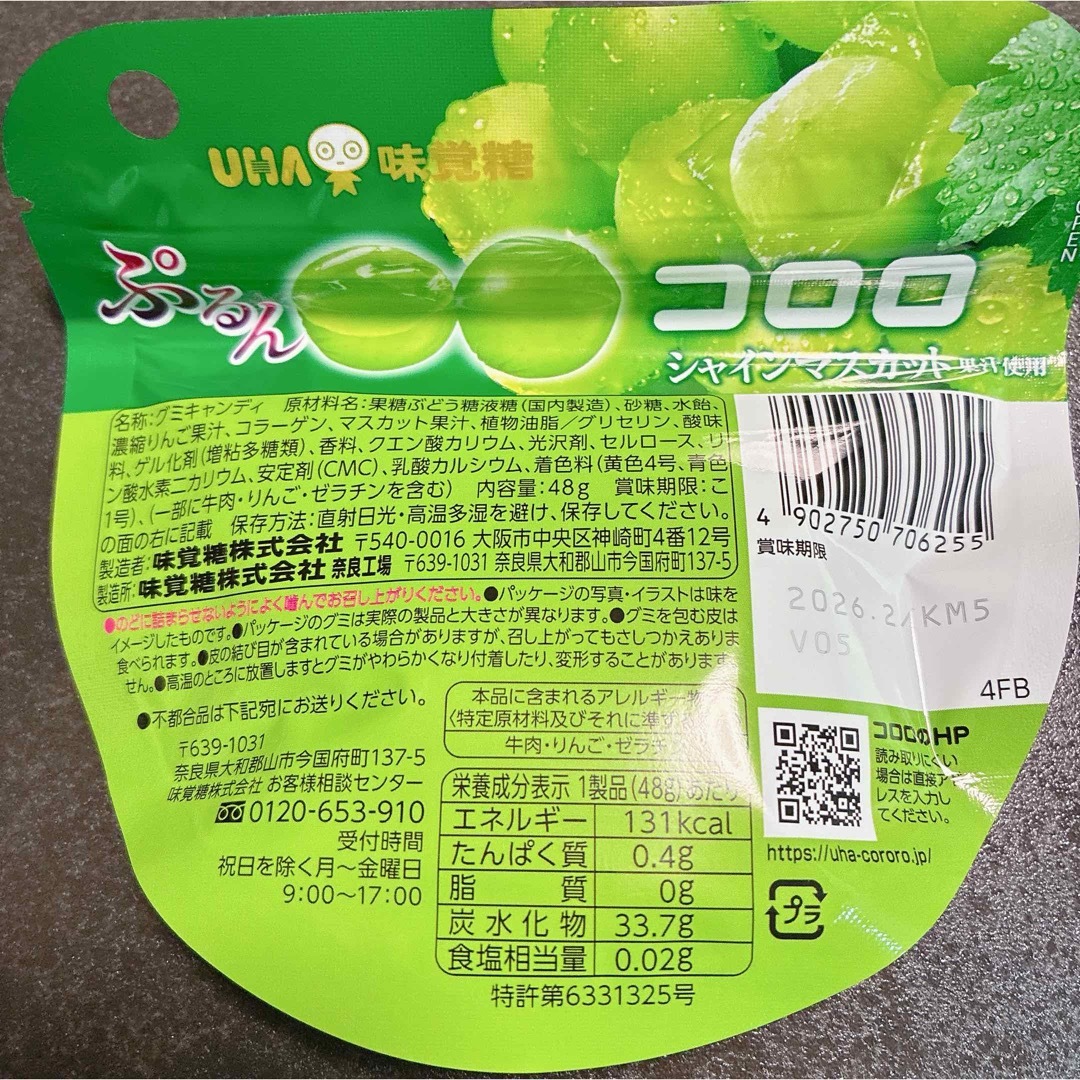 UHA味覚糖
OPEN
ぷるん コロロ
シャインマスカット果汁使用
名称:グミキャンディ 原材料名:果糖ぶどう糖液糖(国内製造)、砂糖、水飴、
濃縮りんご果汁、コラーゲン、マスカット果汁、植物油脂/グリセリン、酸味
料、ゲル化剤(増粘多糖類)、香料、クエン酸カリウム、光沢剤、セルロース、リ
ン酸水素二カリウム、安定剤(CMC)、乳酸カルシウム、着色料(黄色4号、青色
1号)、(一部に牛肉・りんご・ゼラチンを含む) 内容量:48g 賞味期限:こ
の面の右に記載 保存方法:直射日光・高温多湿を避け、保存してください。
製造者:味覚糖株式会社 〒540-0016 大阪市中央区神崎町4番12号
製造所:味覚糖株式会社 奈良工場 〒639-1031 奈良県大和郡山市今国府町137-5
●のどに詰まらせないようによく噛んでお召し上がりください。●パッケージの写真・イラストは味を
イメージしたものです。●パッケージのグミは実際の製品と大きさが異なります。●グミを包む皮は
食べられます。●皮の結び目が含まれている場合がありますが、召し上がってもさしつかえありま
せん。●高温のところに放置しますとグミがやわらかくなり付着したり、変形することがあります
●不都合品は下記宛にお送りください。
〒639-1031
奈良県大和郡山市今国府町137-5
味覚糖株式会社 お客様相談センター
0120-653-910
受付時間
祝日を除く月〜金曜日
9:00〜17:00
本品に含まれるアレルギー物
〈特定原材料及びそれに準ず
牛肉・りんご・ゼラチン
栄養成分表示 1製品(48g)あたり
エネルギー 131kcal
たんぱく質 0.4g
脂質 0g
炭水化物 33.7g
食塩相当量 0.02g
特許第6331325号
4 902750 706255
賞味期限
2026.2/KM5
V05
4FB
コロロのHP
読み取りにくい
場合は直接アド
レスを入力し
てください。
https://uha-cororo.jp/
プラ